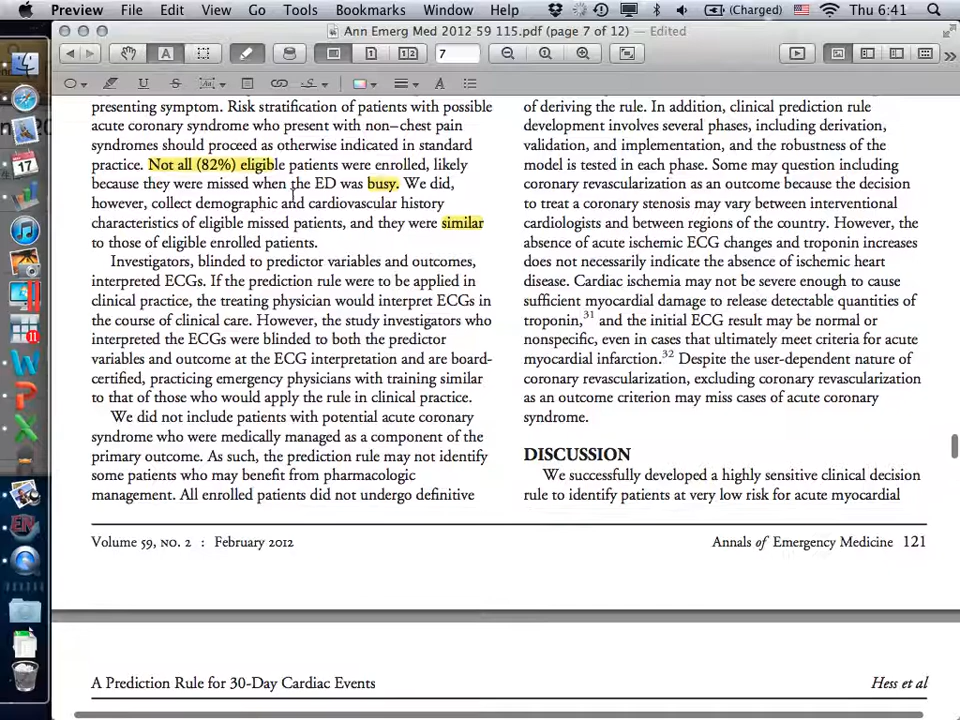 Preview File Edit View Go Tools Bookmarks Window Help (Charged) Thu 6:41
Ann Emerg Med 2012 59 115.pdf (page 7 of 12) — Edited
7
presenting symptom. Risk stratification of patients with possible
acute coronary syndrome who present with non–chest pain
syndromes should proceed as otherwise indicated in standard
practice. Not all (82%) eligible patients were enrolled, likely
because they were missed when the ED was busy. We did,
however, collect demographic and cardiovascular history
characteristics of eligible missed patients, and they were similar
to those of eligible enrolled patients.
Investigators, blinded to predictor variables and outcomes,
interpreted ECGs. If the prediction rule were to be applied in
clinical practice, the treating physician would interpret ECGs in
the course of clinical care. However, the study investigators who
interpreted the ECGs were blinded to both the predictor
variables and outcome at the ECG interpretation and are board-
certified, practicing emergency physicians with training similar
to that of those who would apply the rule in clinical practice.
We did not include patients with potential acute coronary
syndrome who were medically managed as a component of the
primary outcome. As such, the prediction rule may not identify
some patients who may benefit from pharmacologic
management. All enrolled patients did not undergo definitive
of deriving the rule. In addition, clinical prediction rule
development involves several phases, including derivation,
validation, and implementation, and the robustness of the
model is tested in each phase. Some may question including
coronary revascularization as an outcome because the decision
to treat a coronary stenosis may vary between interventional
cardiologists and between regions of the country. However, the
absence of acute ischemic ECG changes and troponin increases
does not necessarily indicate the absence of ischemic heart
disease. Cardiac ischemia may not be severe enough to cause
sufficient myocardial damage to release detectable quantities of
troponin,31 and the initial ECG result may be normal or
nonspecific, even in cases that ultimately meet criteria for acute
myocardial infarction.32 Despite the user-dependent nature of
coronary revascularization, excluding coronary revascularization
as an outcome criterion may miss cases of acute coronary
syndrome.
DISCUSSION
We successfully developed a highly sensitive clinical decision
rule to identify patients at very low risk for acute myocardial
Volume 59, NO. 2 : February 2012
Annals of Emergency Medicine 121
A Prediction Rule for 30-Day Cardiac Events
Hess et al
17
11